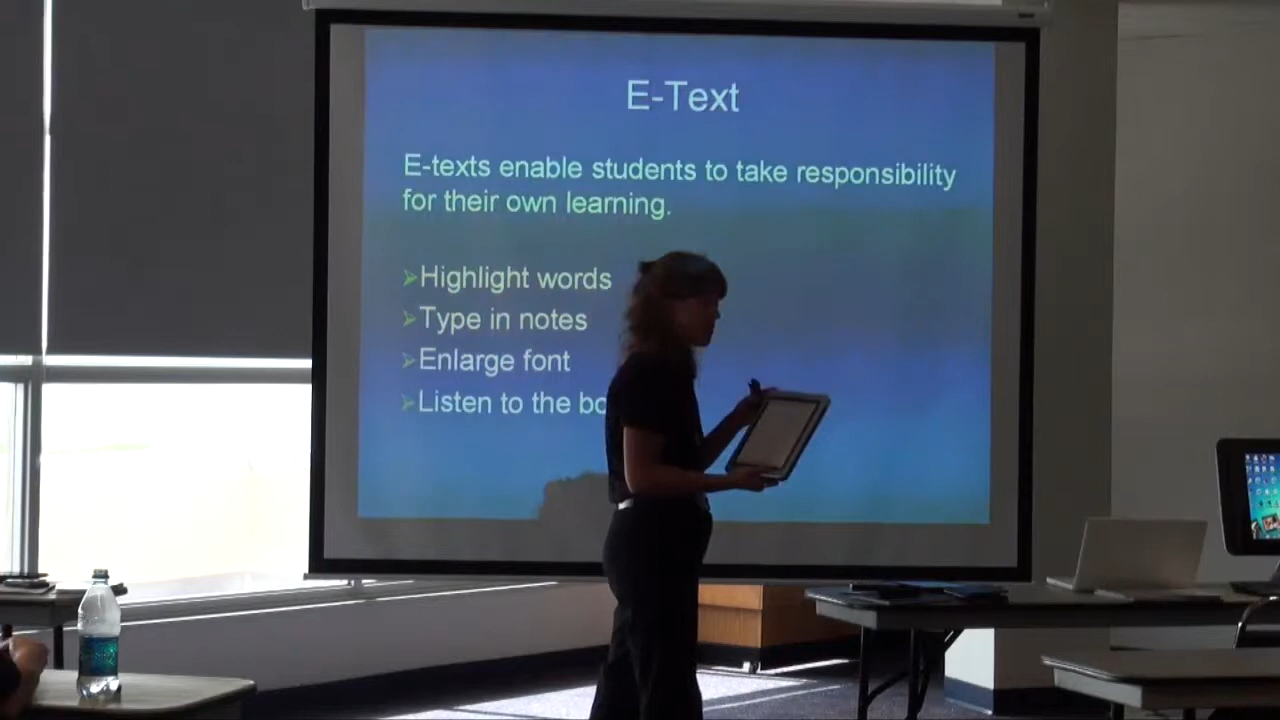 E-Text
E-texts enable students to take responsibility
for their own learning.
➢Highlight words
➢Type in notes
➢Enlarge font
➢Listen to the